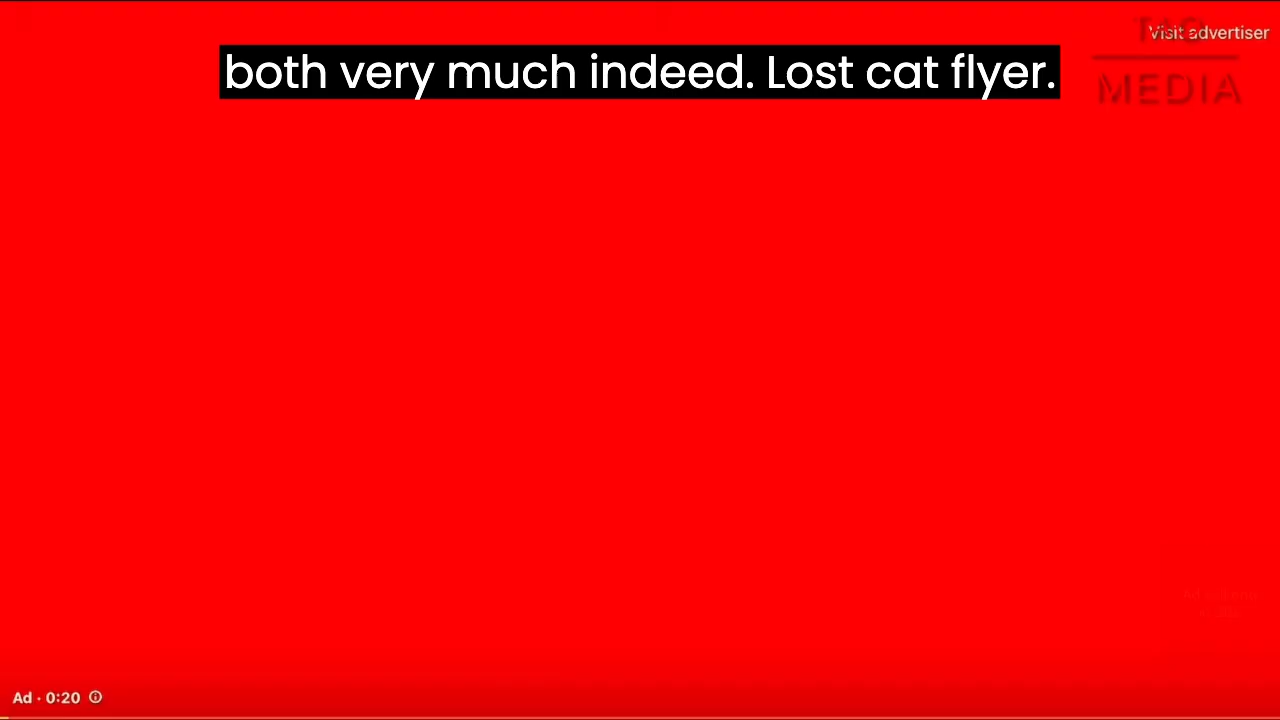 Visit advertiser
both very much indeed. Lost cat flyer.
MEDIA
Ad · 0:20